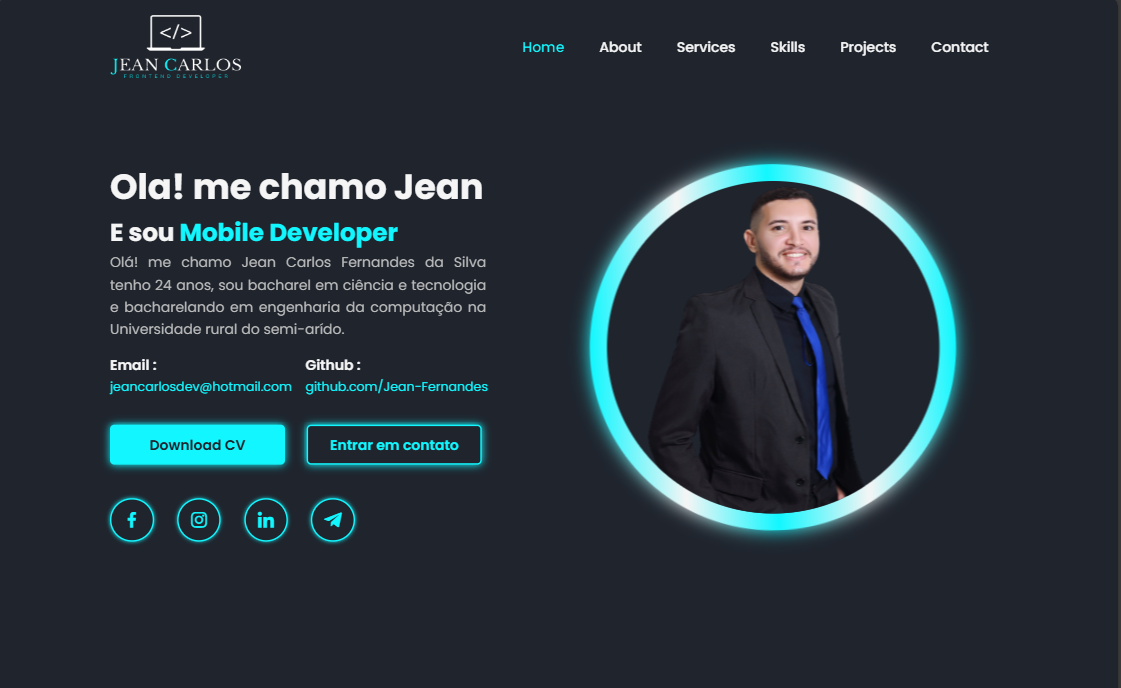 </>
JEAN CARLOS
FRONTEND DEVELOPER
Home About Services Skills Projects Contact
Ola! me chamo Jean
E sou Mobile Developer
Olá! me chamo Jean Carlos Fernandes da Silva
tenho 24 anos, sou bacharel em ciência e tecnologia
e bacharelando em engenharia da computação na
Universidade rural do semi-arído.
Email : Github :
jeancarlosdev@hotmail.com github.com/Jean-Fernandes
Download CV Entrar em contato